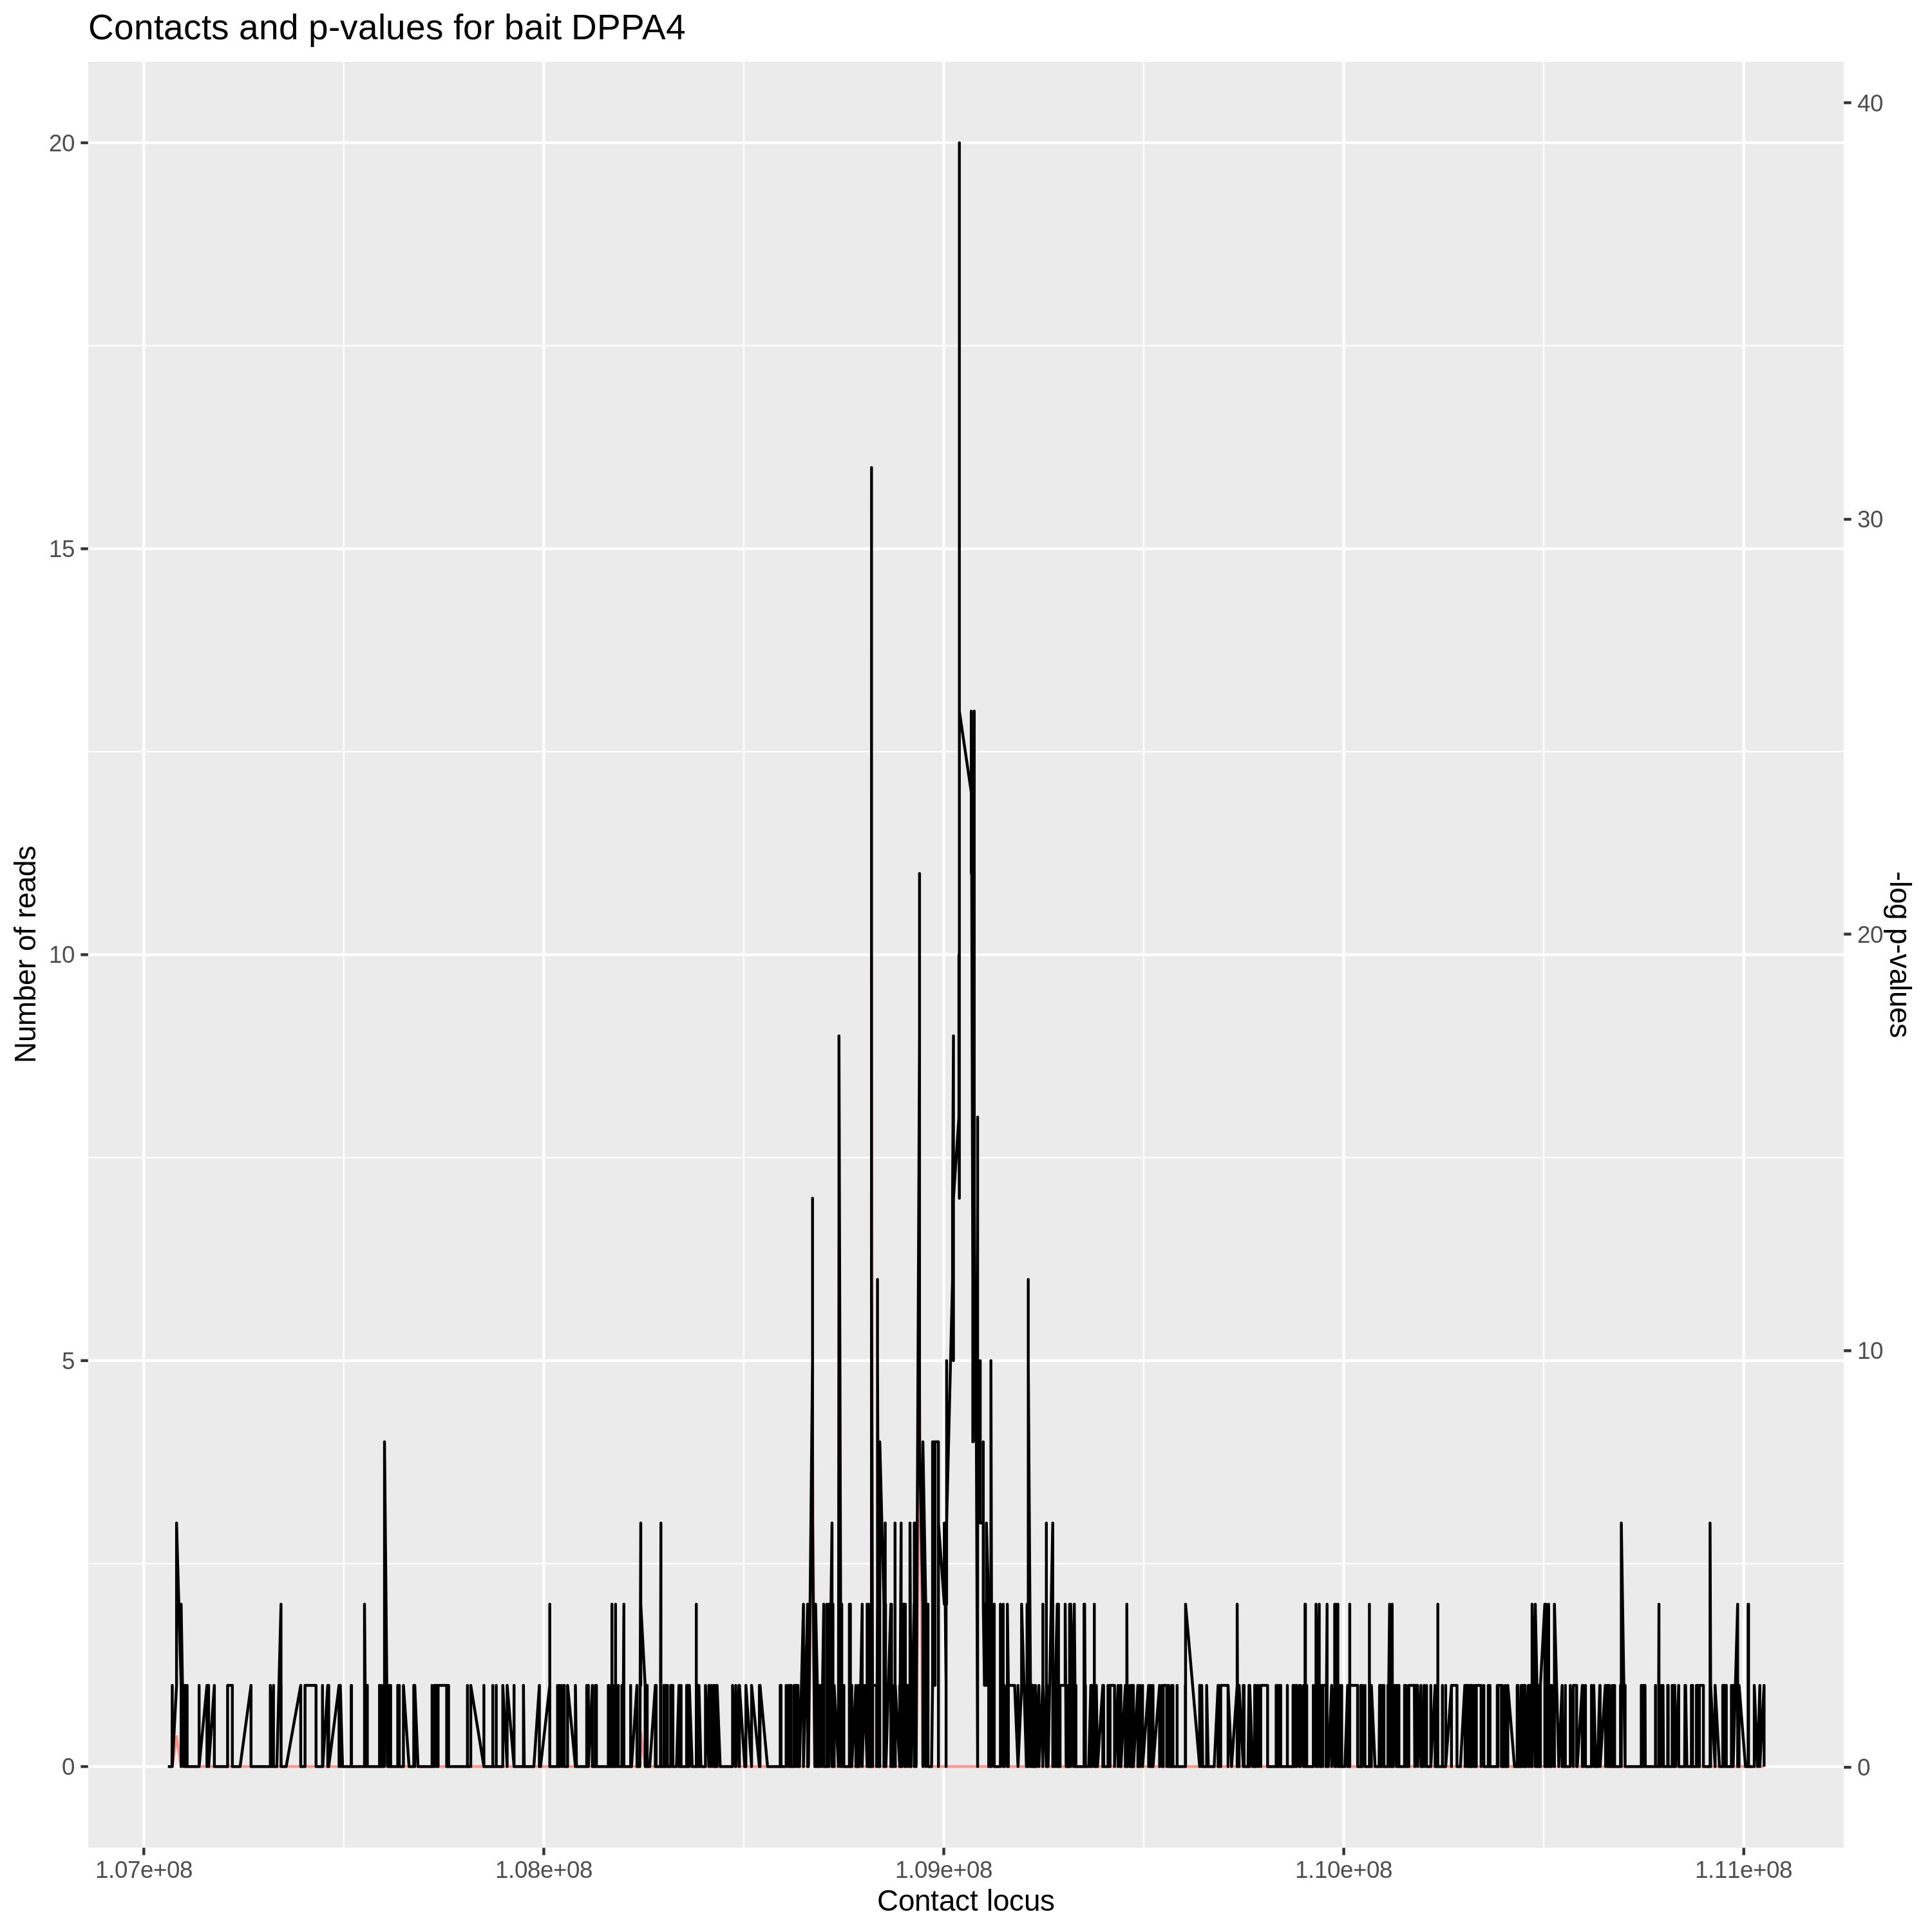 Contacts and p-values for bait DPPA4
20
15
10
5
0
Number of reads
40
30
20
10
0
-log p-values
1.07e+08
1.08e+08
1.09e+08
1.10e+08
1.11e+08
Contact locus